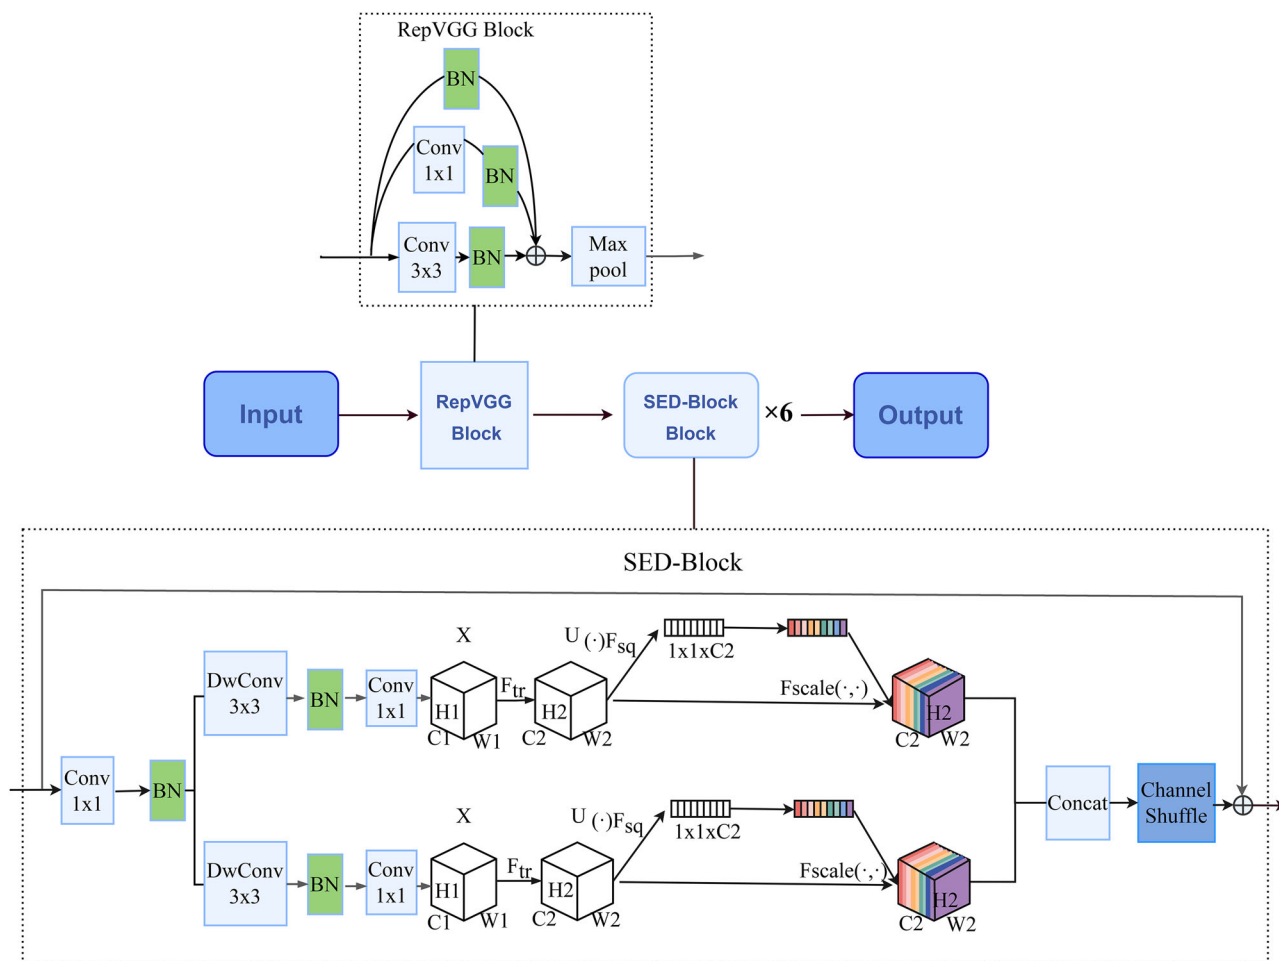 RepVGG Block
BN
Conv
1x1
BN
Conv
3x3
BN
Max
pool
Input
RepVGG
Block
SED-Block
Block
×6
Output
SED-Block
X
U (·)Fsq
1x1xC2
DwConv
3x3
BN
Conv
1x1
H1
C1
W1
Ftr
H2
C2
W2
Fscale(·,·)
H2
C2
W2
Conv
1x1
BN
Concat
Channel
Shuffle
X
U (·)Fsq
1x1xC2
DwConv
3x3
BN
Conv
1x1
H1
C1
W1
Ftr
H2
C2
W2
Fscale(·,·)
H2
C2
W2